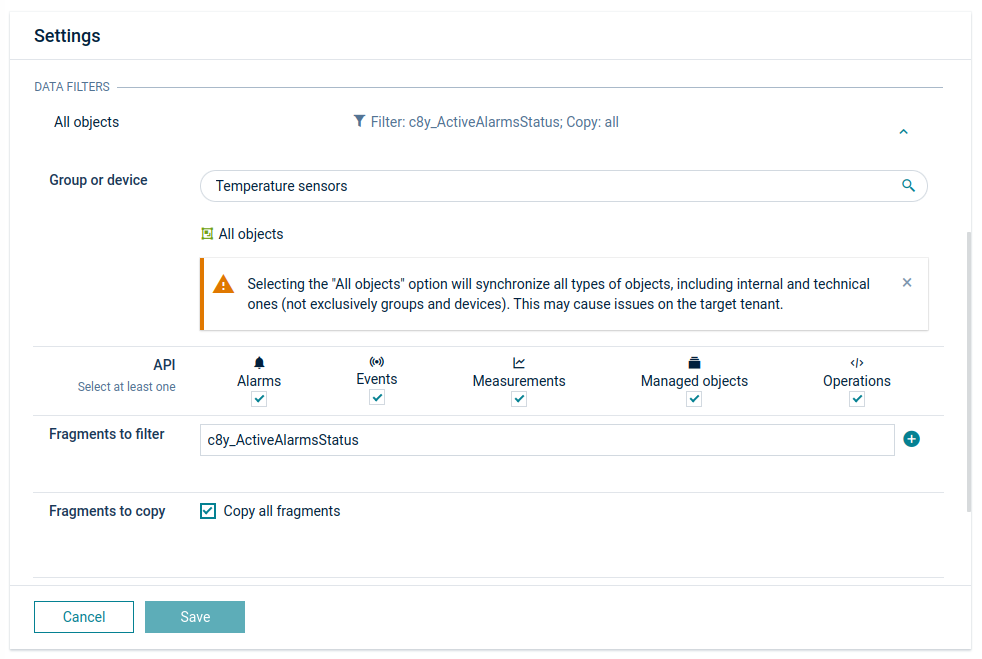 Settings
DATA FILTERS
All objects
Filter: c8y_ActiveAlarmsStatus; Copy: all
Group or device
Temperature sensors
All objects
Selecting the "All objects" option will synchronize all types of objects, including internal and technical
ones (not exclusively groups and devices). This may cause issues on the target tenant.
API
Select at least one
Alarms
Events
Measurements
Managed objects
Operations
Fragments to filter
c8y_ActiveAlarmsStatus
Fragments to copy
Copy all fragments
Cancel
Save